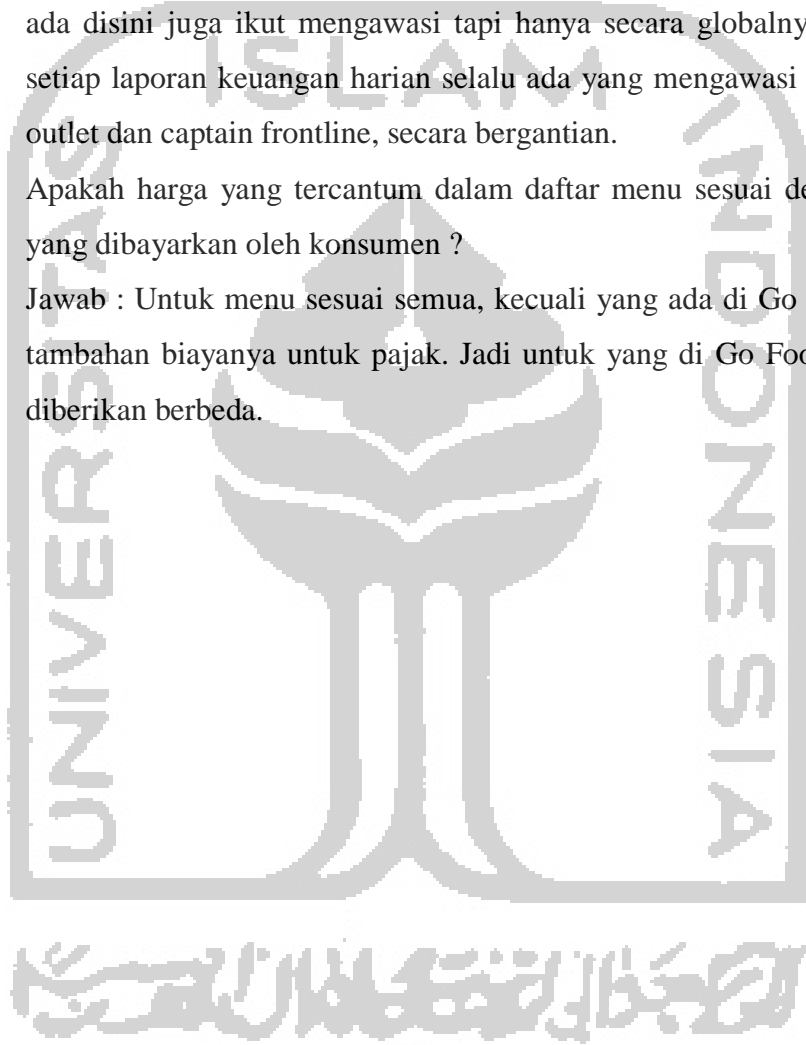 ada disini juga ikut mengawasi tapi hanya secara globalny
setiap laporan keuangan harian selalu ada yang mengawasi
outlet dan captain frontline, secara bergantian.
Apakah harga yang tercantum dalam daftar menu sesuai de
yang dibayarkan oleh konsumen ?
Jawab : Untuk menu sesuai semua, kecuali yang ada di Go
tambahan biayanya untuk pajak. Jadi untuk yang di Go Foo
diberikan berbeda.
UNIVERSITAS
ISLAM
INDONESIA